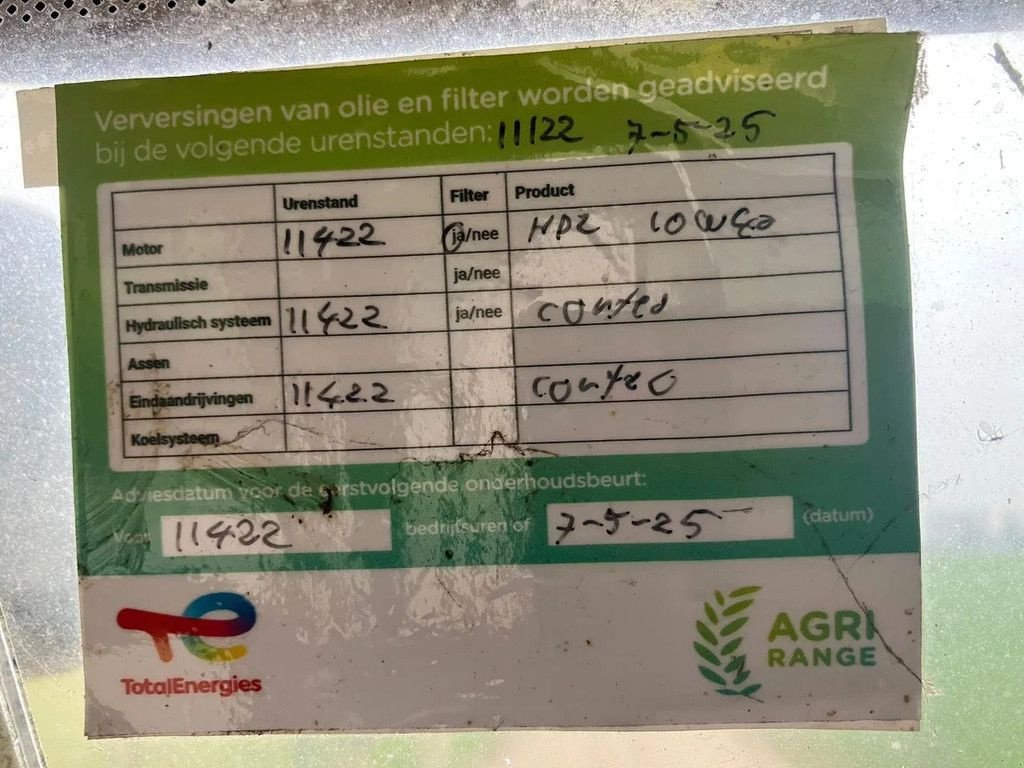 Verversingen van olie en filter worden geadviseerd
bij de volgende urenstanden: 11122 7-5-25
Urenstand Filter Product
Motor 11422 ja/nee 10W40
Transmissie ja/nee
Hydraulisch systeem 11422 ja/nee
Assen
Eindaandrijvingen 11422
Koelsysteem
Adviesdatum voor de eerstvolgende onderhoudsbeurt:
Voor 11422 bedrijfsuren of 7-5-25 (datum)
TotalEnergies
AGRI
RANGE